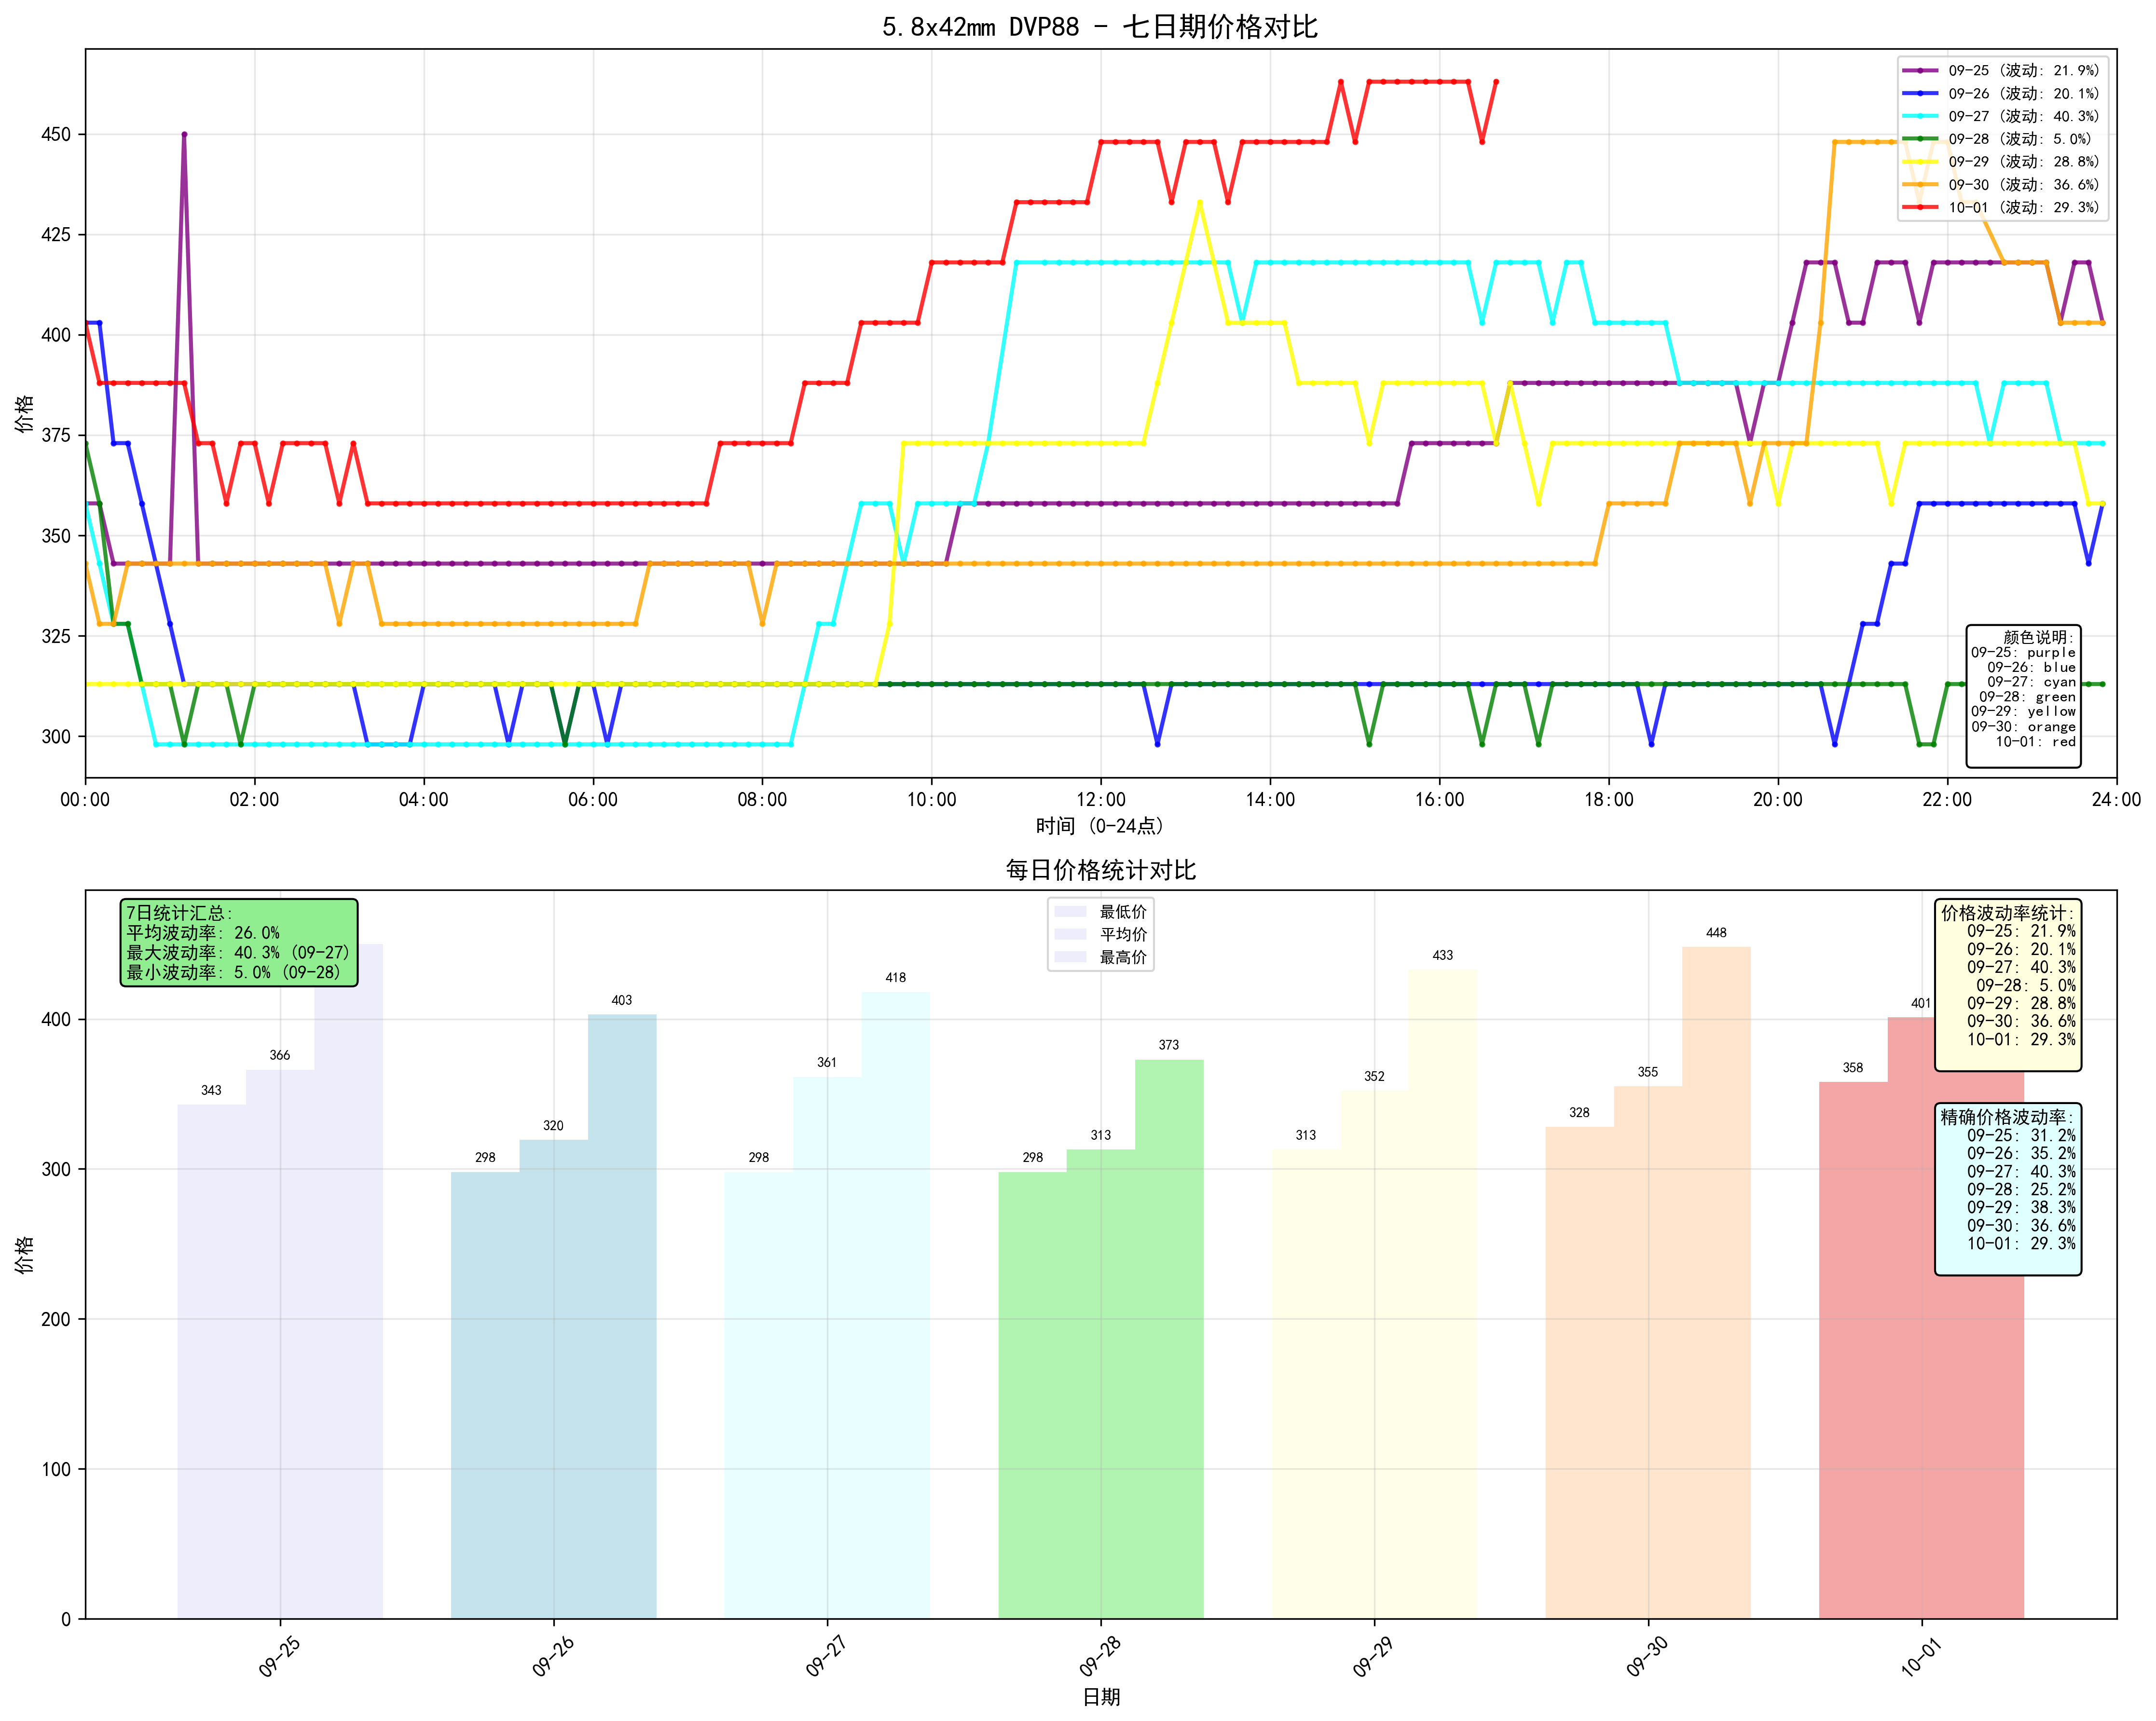 5.8x42mm DVP88 - 七日期价格对比
价格
450
425
400
375
350
325
300
09-25 (波动: 21.9%)
09-26 (波动: 20.1%)
09-27 (波动: 40.3%)
09-28 (波动: 5.0%)
09-29 (波动: 28.8%)
09-30 (波动: 36.6%)
10-01 (波动: 29.3%)
颜色说明:
09-25: purple
09-26: blue
09-27: cyan
09-28: green
09-29: yellow
09-30: orange
10-01: red
00:00 02:00 04:00 06:00 08:00 10:00 12:00 14:00 16:00 18:00 20:00 22:00 24:00
时间 (0-24点)
每日价格统计对比
价格
400
300
200
100
0
7日统计汇总:
平均波动率: 26.0%
最大波动率: 40.3% (09-27)
最小波动率: 5.0% (09-28)
最低价
平均价
最高价
价格波动率统计:
09-25: 21.9%
09-26: 20.1%
09-27: 40.3%
09-28: 5.0%
09-29: 28.8%
09-30: 36.6%
10-01: 29.3%
精确价格波动率:
09-25: 31.2%
09-26: 35.2%
09-27: 40.3%
09-28: 25.2%
09-29: 38.3%
09-30: 36.6%
10-01: 29.3%
343 366
298 320 403
298 361 418
298 313 373
313 352 433
328 355 448
358 401
09-25 09-26 09-27 09-28 09-29 09-30 10-01
日期